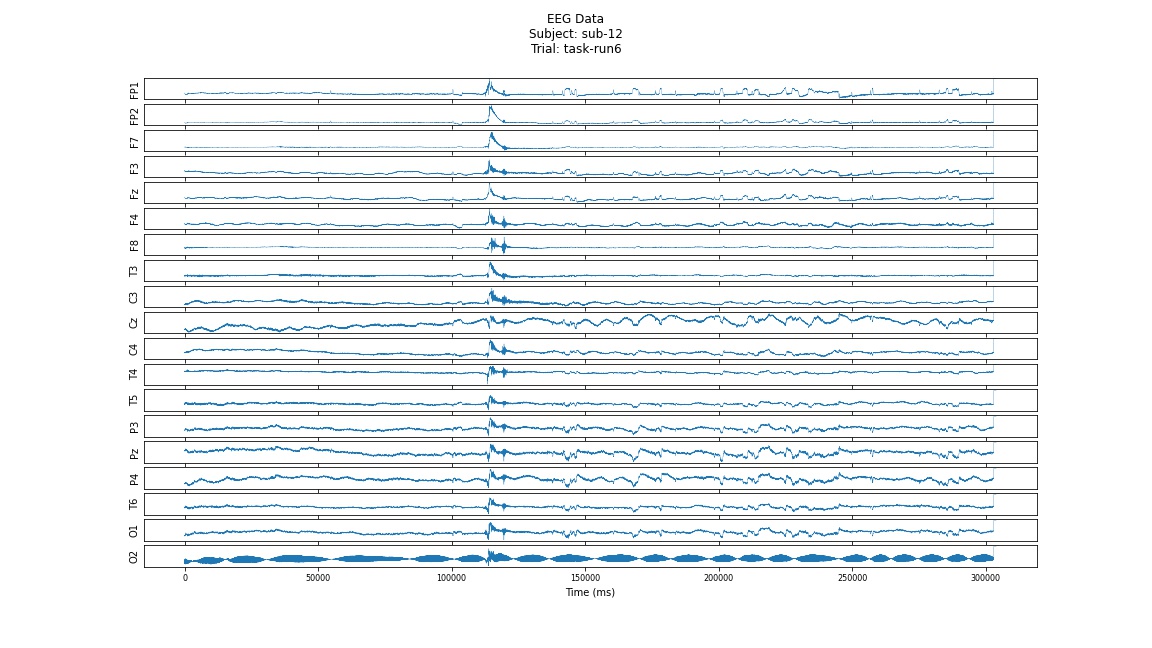 EEG Data
Subject: sub-12
Trial: task-run6
FP1
FP2
F7
F3
Fz
F4
F8
T3
C3
Cz
C4
T4
T5
P3
Pz
P4
T6
O1
O2
0 50000 100000 150000 200000 250000 300000
Time (ms)